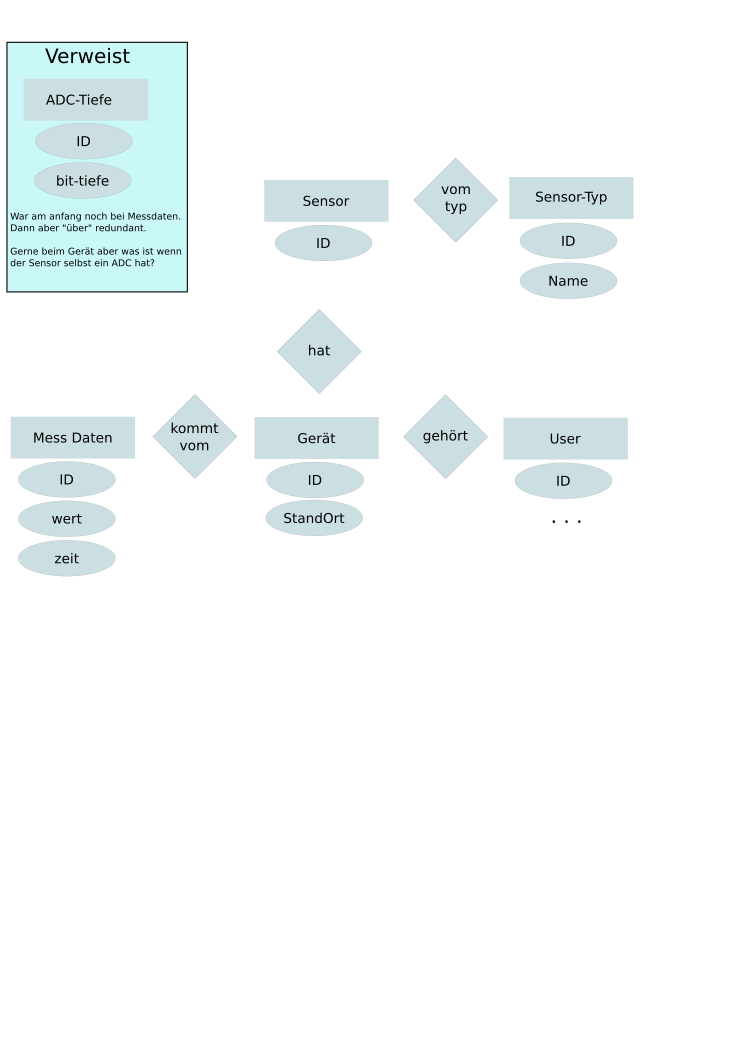 Verweist
ADC-Tiefe
ID
bit-tiefe
War am anfang noch bei Messdaten.
Dann aber "über" redundant.
Gerne beim Gerät aber was ist wenn
der Sensor selbst ein ADC hat?
Sensor
ID
vom
typ
Sensor-Typ
ID
Name
hat
Mess Daten
ID
wert
zeit
kommt
vom
Gerät
ID
StandOrt
gehört
User
ID
. . .